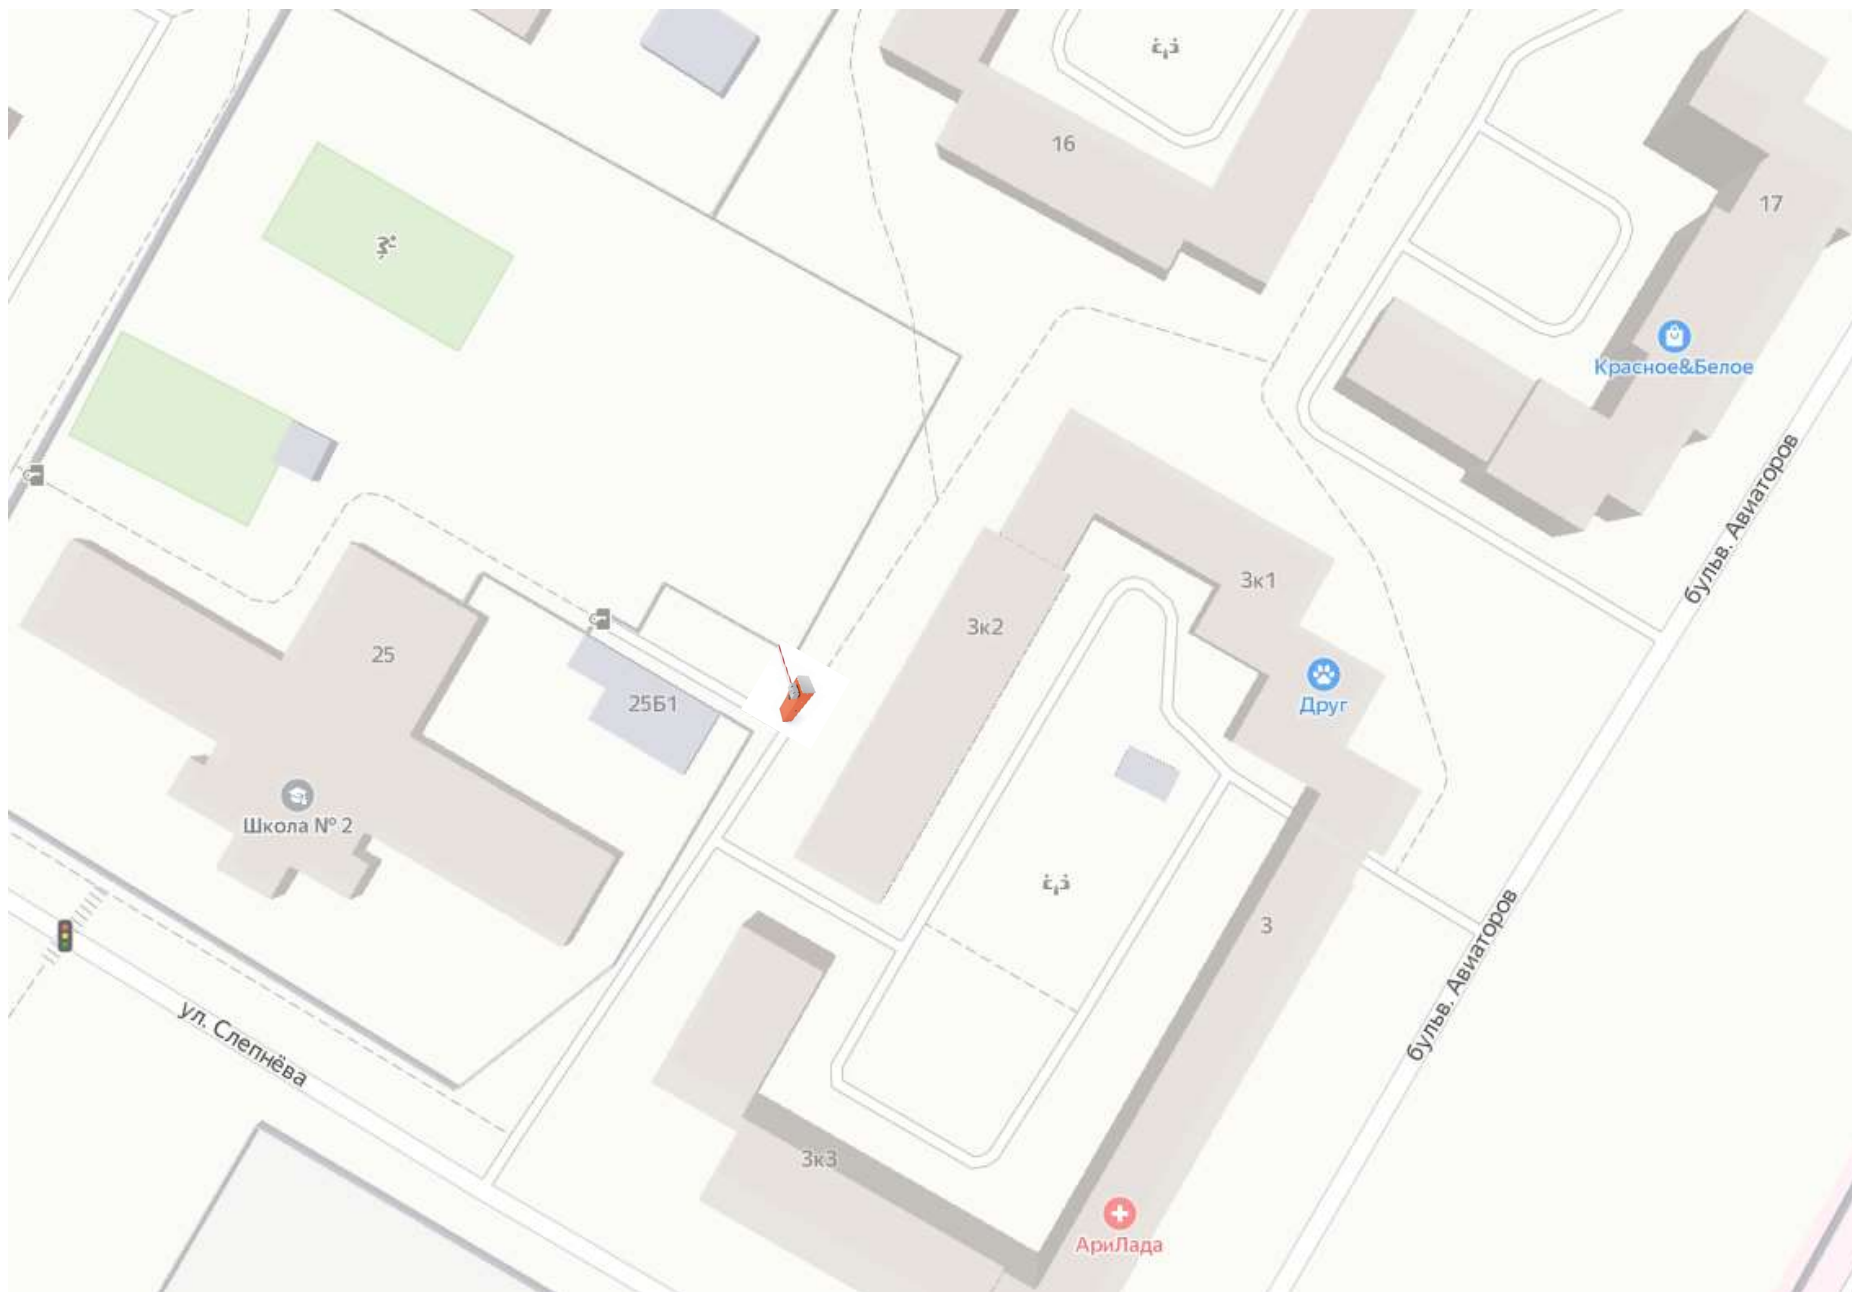 16
17
Красное&Белое
бульв. Авиаторов
3к1
3к2
25
25Б1
Друг
Школа № 2
3
бульв. Авиаторов
ул. Слепнёва
3к3
АриЛада